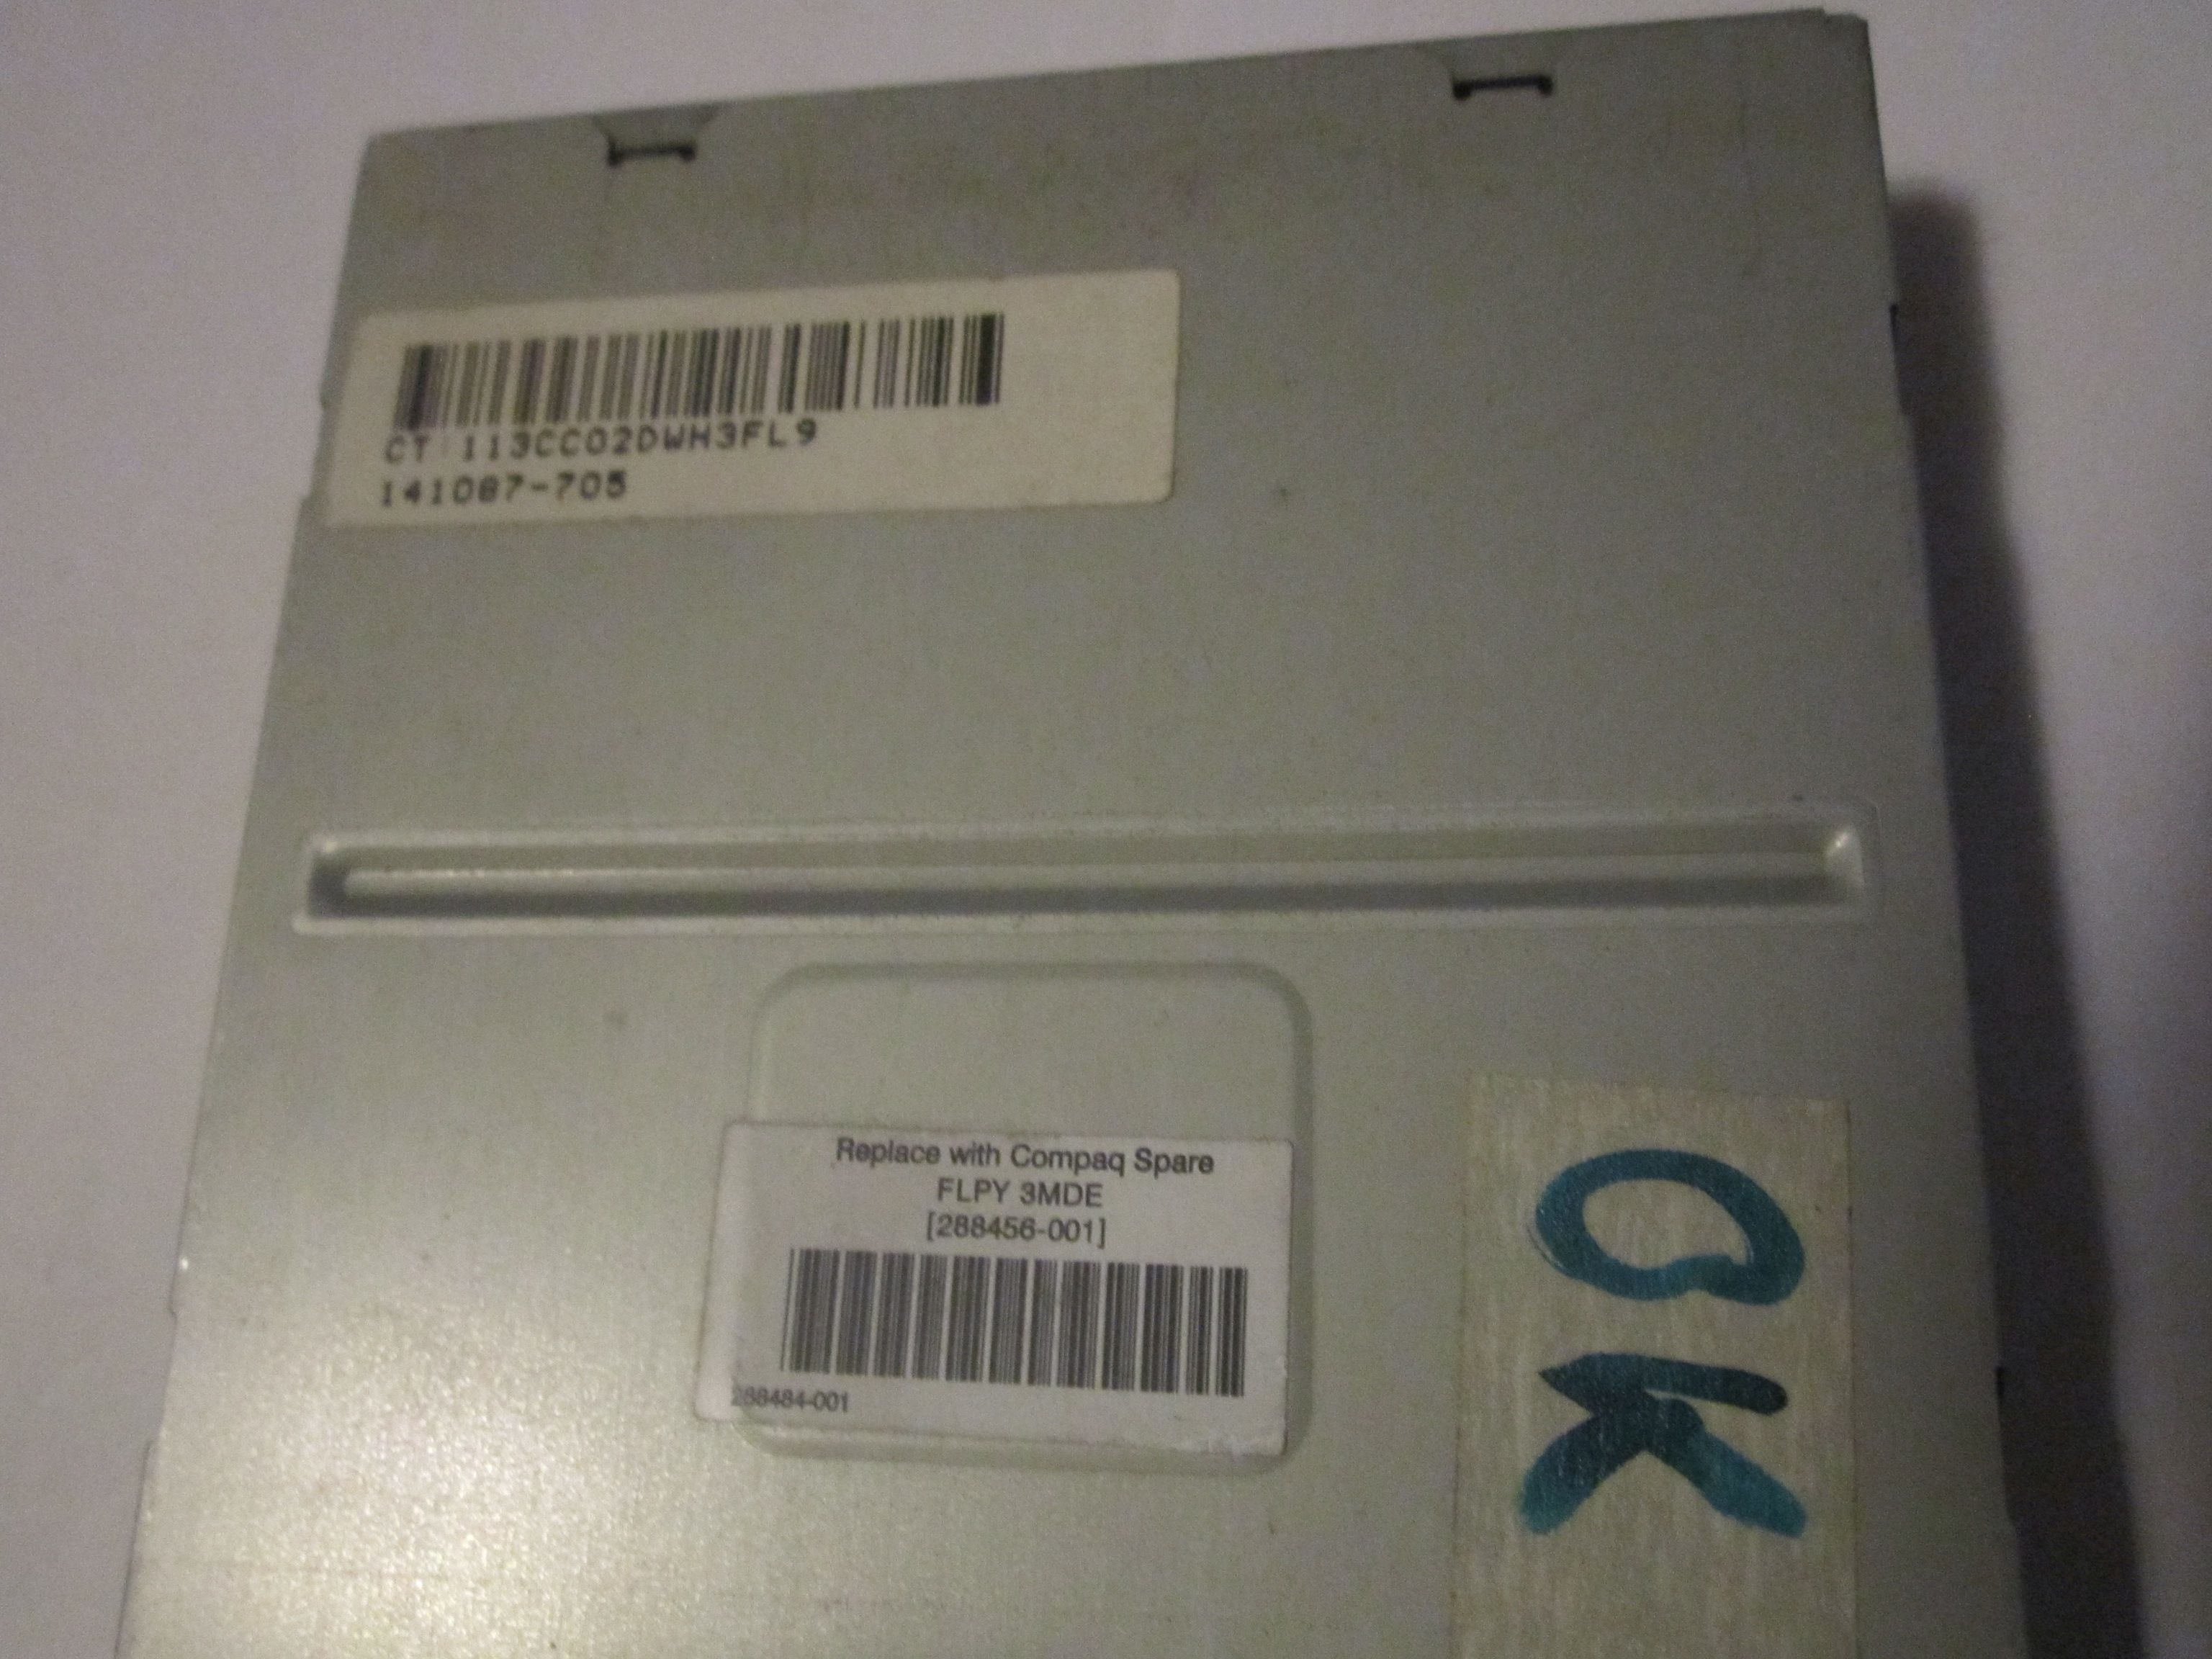 CT:113CC02DWH3FL9
141087-705
Replace with Compaq Spare
FLPY 3MDE
[288456-001]
288484-001
OK